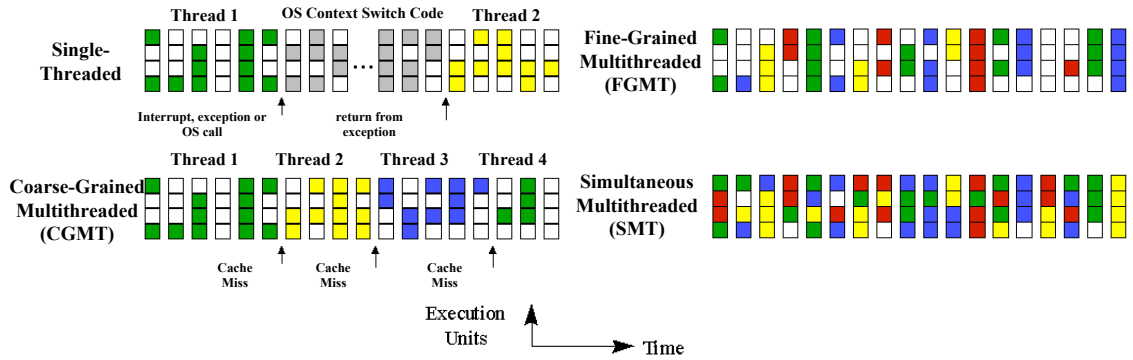 Thread 1
OS Context Switch Code
Thread 2
Single-
Threaded
...
Interrupt, exception or
OS call
return from
exception
Fine-Grained
Multithreaded
(FGMT)
Thread 1
Thread 2
Thread 3
Thread 4
Coarse-Grained
Multithreaded
(CGMT)
Cache
Miss
Cache
Miss
Cache
Miss
Simultaneous
Multithreaded
(SMT)
Execution
Units
Time